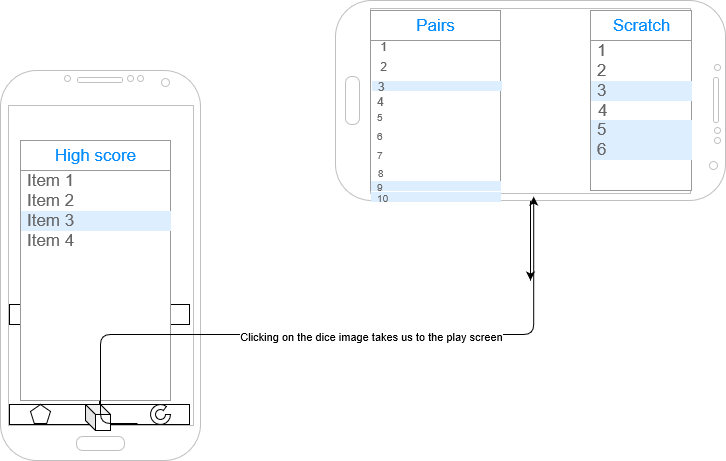 Pairs
1
2
3
4
5
6
7
8
9
10
Scratch
1
2
3
4
5
6
High score
Item 1
Item 2
Item 3
Item 4
Clicking on the dice image takes us to the play screen